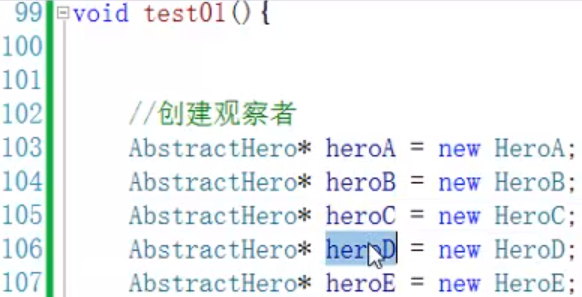 99 void test01(){
100
101
102 //创建观察者
103 AbstractHero* heroA = new HeroA;
104 AbstractHero* heroB = new HeroB;
105 AbstractHero* heroC = new HeroC;
106 AbstractHero* heroD = new HeroD;
107 AbstractHero* heroE = new HeroE;